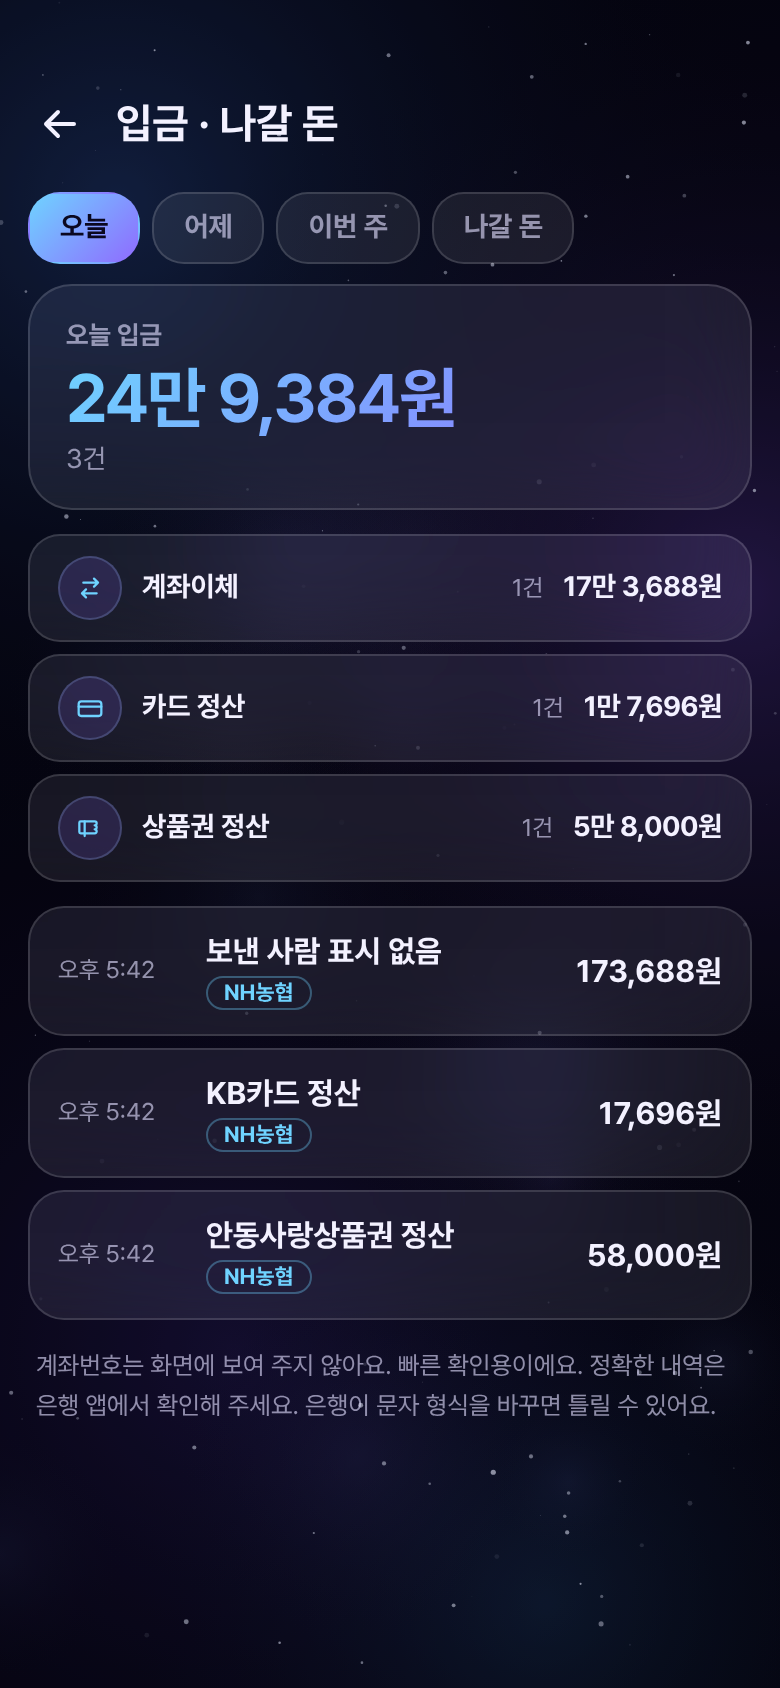 입금 · 나갈 돈
오늘 어제 이번 주 나갈 돈
오늘 입금
24만 9,384원
3건
계좌이체 1건 17만 3,688원
카드 정산 1건 1만 7,696원
상품권 정산 1건 5만 8,000원
보낸 사람 표시 없음
오후 5:42 173,688원
NH농협
KB카드 정산
오후 5:42 17,696원
NH농협
안동사랑상품권 정산
오후 5:42 58,000원
NH농협
계좌번호는 화면에 보여 주지 않아요. 빠른 확인용이에요. 정확한 내역은
은행 앱에서 확인해 주세요. 은행이 문자 형식을 바꾸면 틀릴 수 있어요.